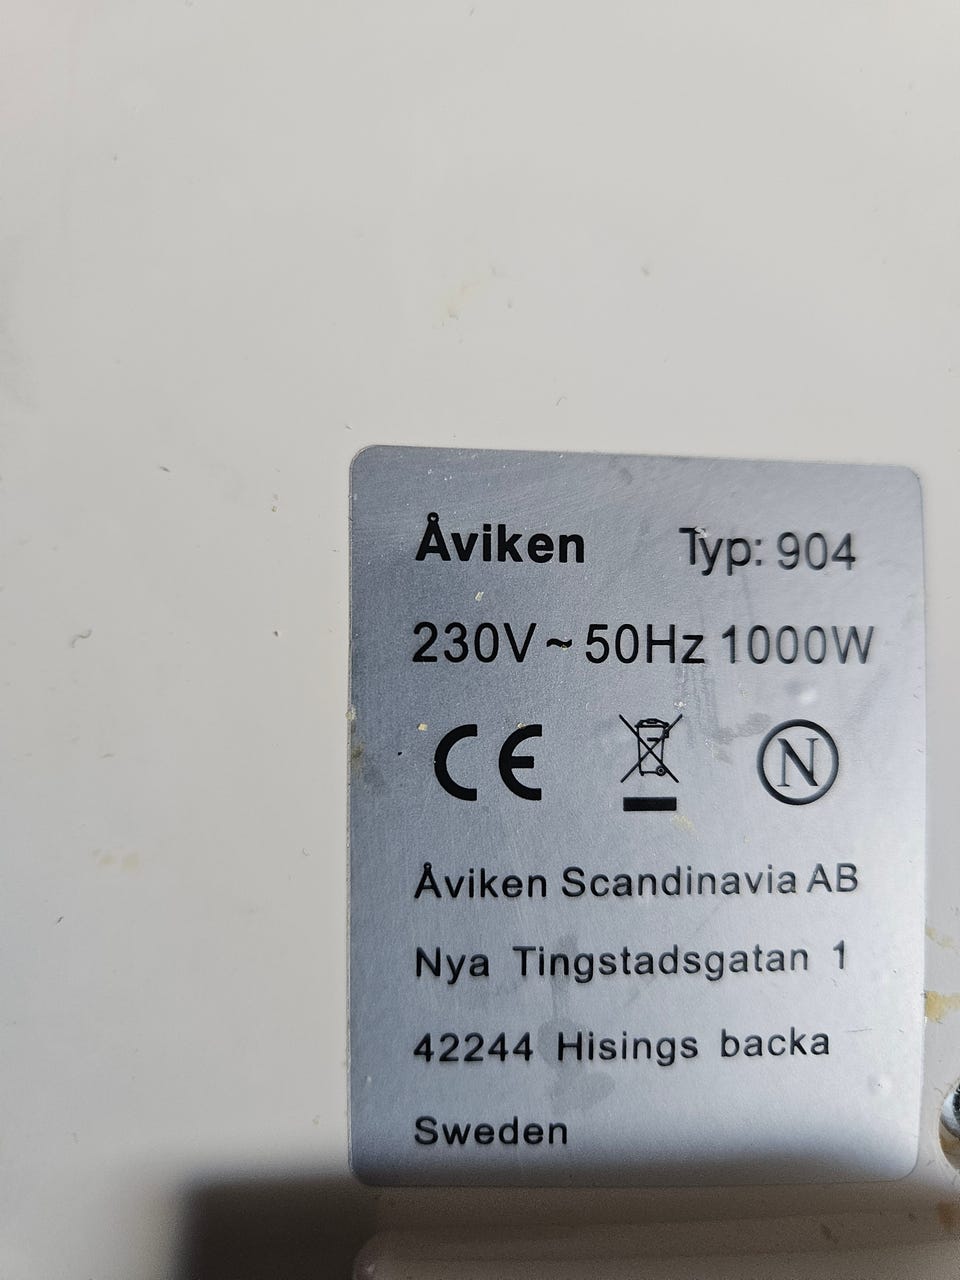 Åviken Typ: 904
230V~50Hz 1000W
CE N
Åviken Scandinavia AB
Nya Tingstadsgatan 1
42244 Hisings backa
Sweden